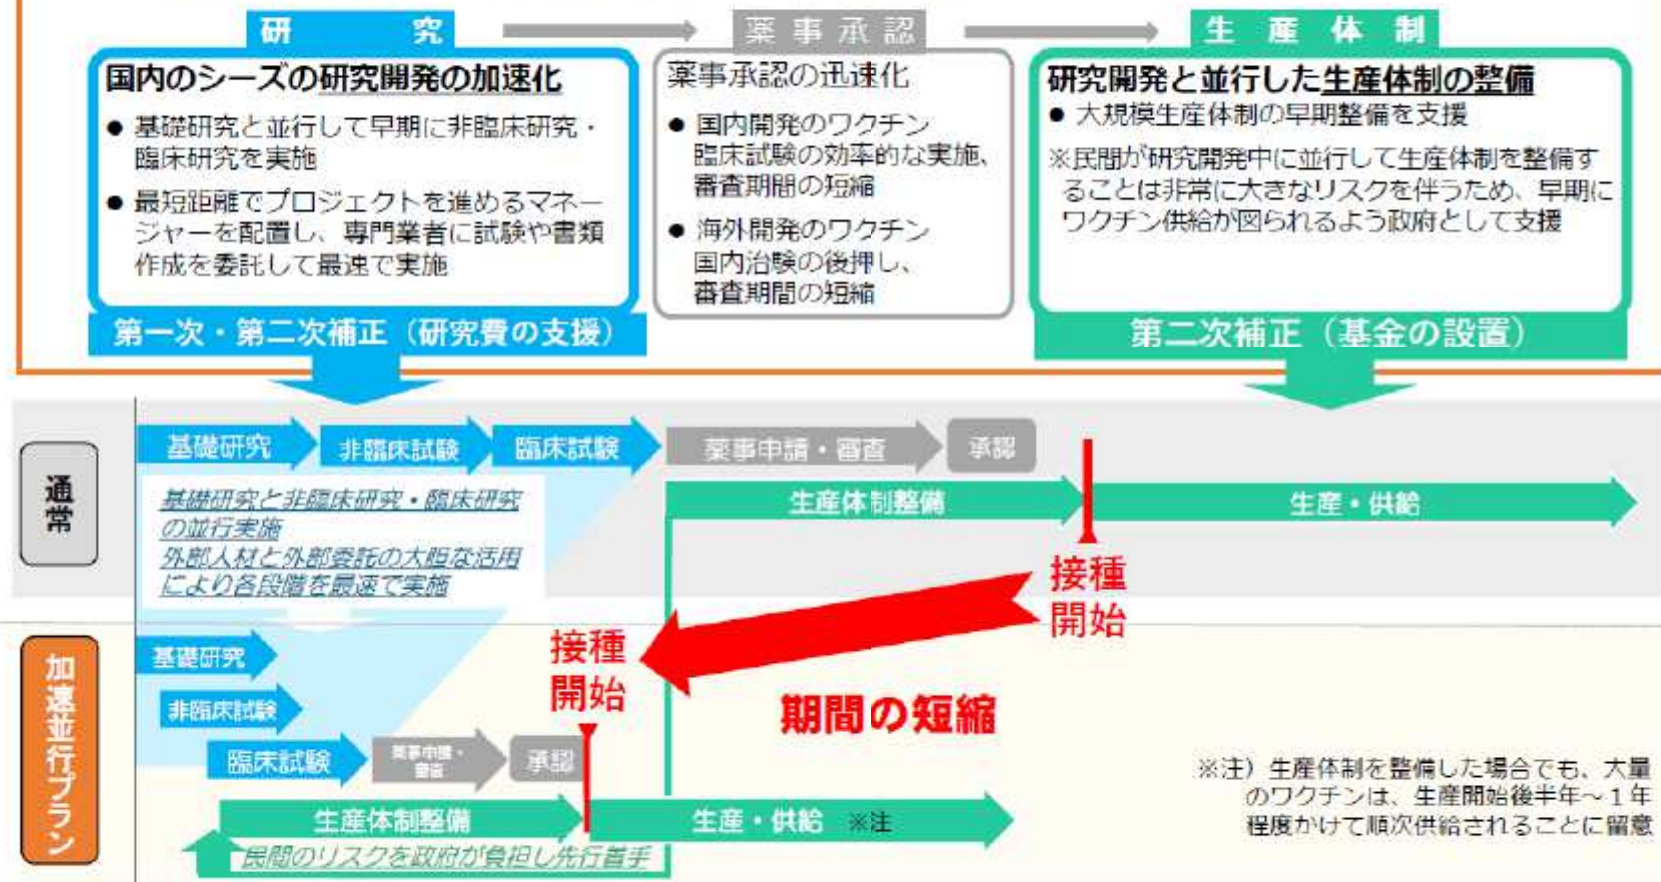 研究
薬事承認
生産体制
国内のシーズの研究開発の加速化
● 基礎研究と並行して早期に非臨床研究・
臨床研究を実施
● 最短距離でプロジェクトを進めるマネー
ジャーを配置し、専門業者に試験や書類
作成を委託して最速で実施
第一次・第二次補正（研究費の支援）
薬事承認の迅速化
● 国内開発のワクチン
臨床試験の効率的な実施、
審査期間の短縮
● 海外開発のワクチン
国内治験の後押し、
審査期間の短縮
研究開発と並行した生産体制の整備
● 大規模生産体制の早期整備を支援
※民間が研究開発中に並行して生産体制を整備す
ることは非常に大きなリスクを伴うため、早期に
ワクチン供給が図られるよう政府として支援
第二次補正（基金の設置）
通常
基礎研究
非臨床試験
臨床試験
薬事申請・審査
承認
基礎研究と非臨床研究・臨床研究
の並行実施
外部人材と外部委託の大胆な活用
により各段階を最速で実施
生産体制整備
生産・供給
接種
開始
加速並行プラン
基礎研究
非臨床試験
臨床試験
薬事申請・
審査
承認
接種
開始
期間の短縮
生産体制整備
生産・供給 ※注
民間のリスクを政府が負担し先行着手
※注）生産体制を整備した場合でも、大量
のワクチンは、生産開始後半年～１年
程度かけて順次供給されることに留意